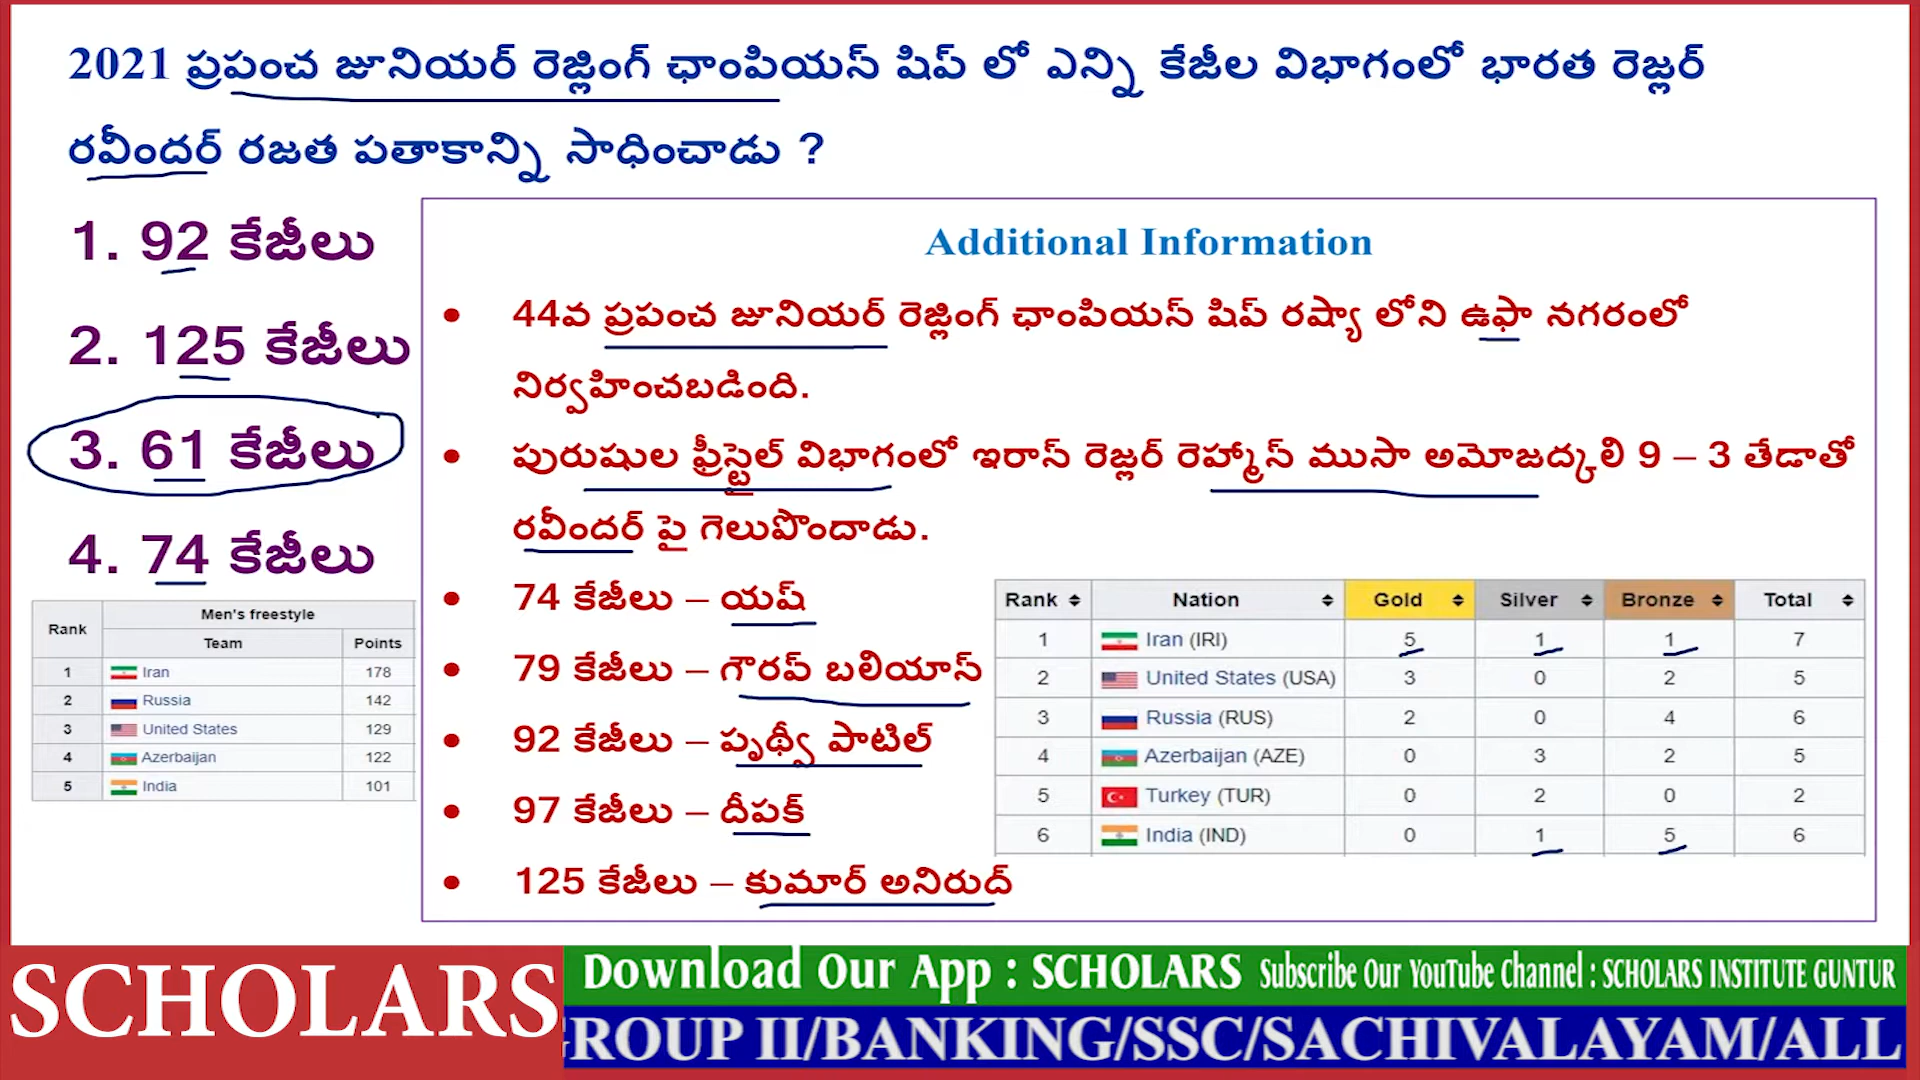 2021 ప్రపంచ జూనియర్ రెజ్లింగ్ ఛాంపియన్ షిప్ లో ఎన్ని కేజీల విభాగంలో భారత రెజ్లర్
రవీందర్ రజత పతాకాన్ని సాధించాడు ?
1. 92 కేజీలు
2. 125 కేజీలు
3. 61 కేజీలు
4. 74 కేజీలు
Rank Men's freestyle
Team Points
1 Iran 178
2 Russia 142
3 United States 129
4 Azerbaijan 122
5 India 101
Additional Information
• 44వ ప్రపంచ జూనియర్ రెజ్లింగ్ ఛాంపియన్ షిప్ రష్యా లోని ఉఫా నగరంలో
నిర్వహించబడింది.
• పురుషుల ఫ్రీస్టైల్ విభాగంలో ఇరాన్ రెజ్లర్ రెహ్మాన్ ముసా అమోజద్కలి 9 – 3 తేడాతో
రవీందర్ పై గెలుపొందాడు.
• 74 కేజీలు – యష్
• 79 కేజీలు – గౌరవ్ బలియాన్
• 92 కేజీలు – పృథ్వీ పాటిల్
• 97 కేజీలు – దీపక్
• 125 కేజీలు – కుమార్ అనిరుద్
Rank Nation Gold Silver Bronze Total
1 Iran (IRI) 5 1 1 7
2 United States (USA) 3 0 2 5
3 Russia (RUS) 2 0 4 6
4 Azerbaijan (AZE) 0 3 2 5
5 Turkey (TUR) 0 2 0 2
6 India (IND) 0 1 5 6
SCHOLARS
Download Our App : SCHOLARS Subscribe Our YouTube Channel : SCHOLARS INSTITUTE GUNTUR
GROUP II/BANKING/SSC/SACHIVALAYAM/ALL